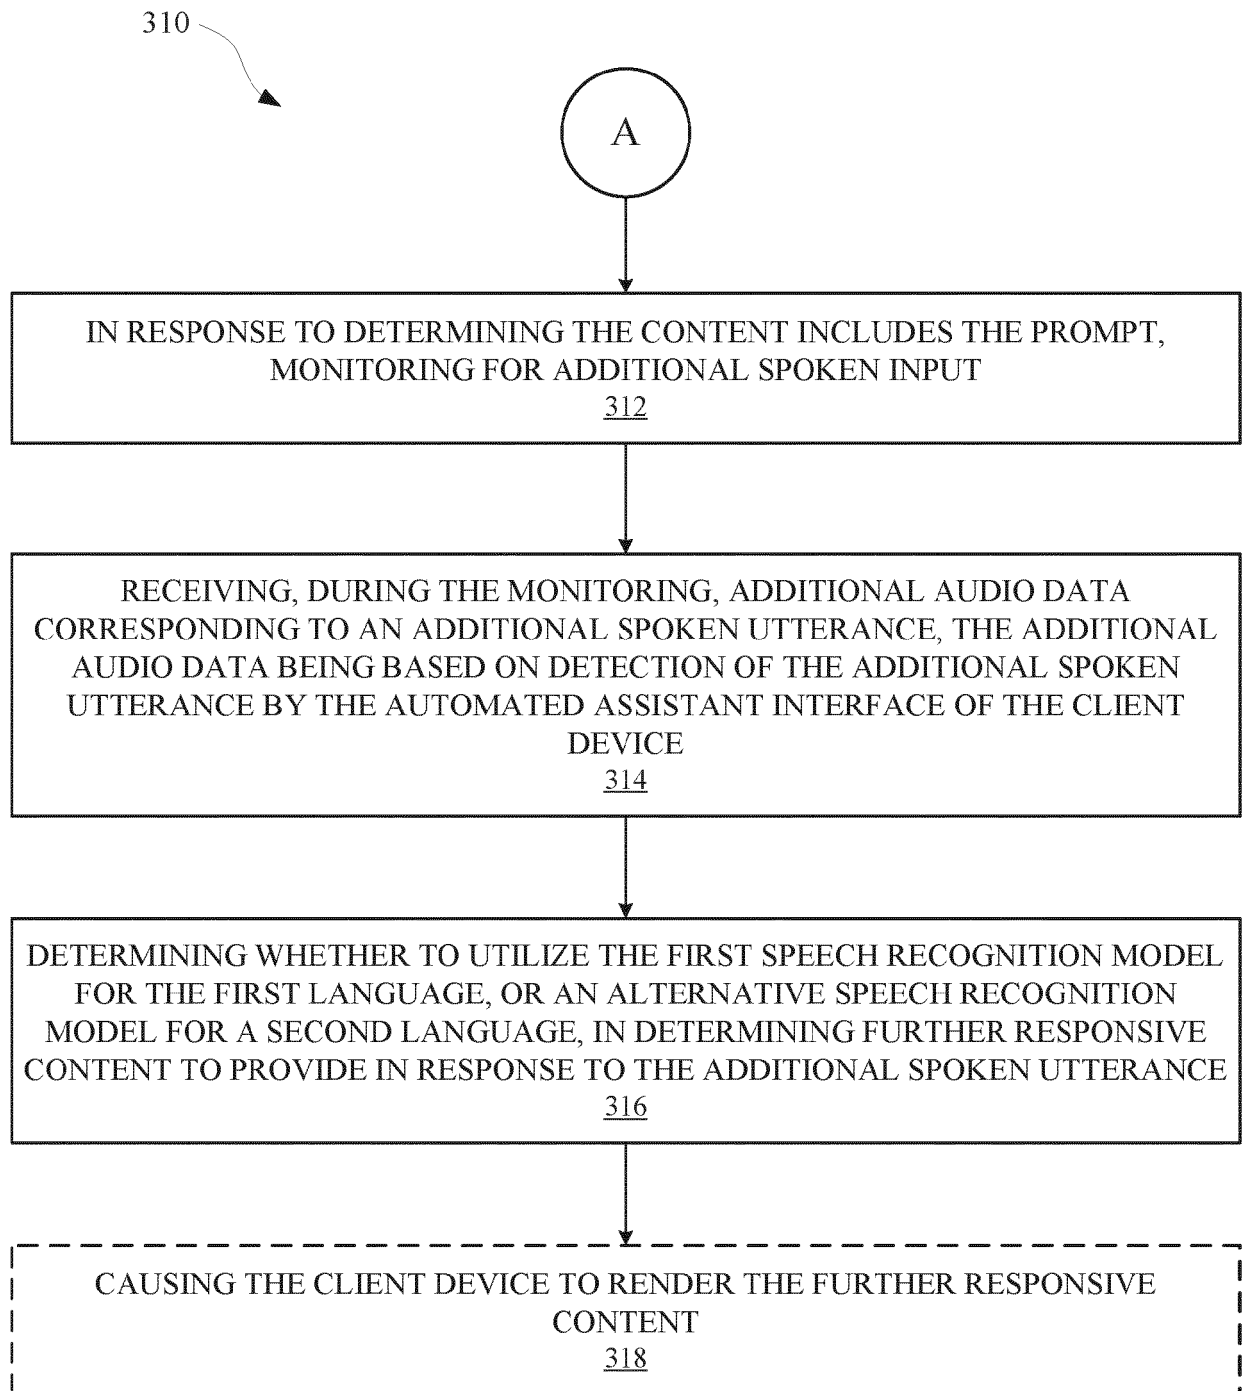 310
A
IN RESPONSE TO DETERMINING THE CONTENT INCLUDES THE PROMPT,
MONITORING FOR ADDITIONAL SPOKEN INPUT
312
RECEIVING, DURING THE MONITORING, ADDITIONAL AUDIO DATA
CORRESPONDING TO AN ADDITIONAL SPOKEN UTTERANCE, THE ADDITIONAL
AUDIO DATA BEING BASED ON DETECTION OF THE ADDITIONAL SPOKEN
UTTERANCE BY THE AUTOMATED ASSISTANT INTERFACE OF THE CLIENT
DEVICE
314
DETERMINING WHETHER TO UTILIZE THE FIRST SPEECH RECOGNITION MODEL
FOR THE FIRST LANGUAGE, OR AN ALTERNATIVE SPEECH RECOGNITION
MODEL FOR A SECOND LANGUAGE, IN DETERMINING FURTHER RESPONSIVE
CONTENT TO PROVIDE IN RESPONSE TO THE ADDITIONAL SPOKEN UTTERANCE
316
CAUSING THE CLIENT DEVICE TO RENDER THE FURTHER RESPONSIVE
CONTENT
318